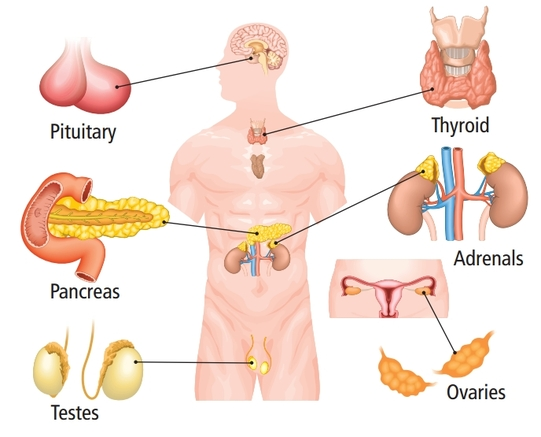 Pituitary
Thyroid
Pancreas
Adrenals
Testes
Ovaries